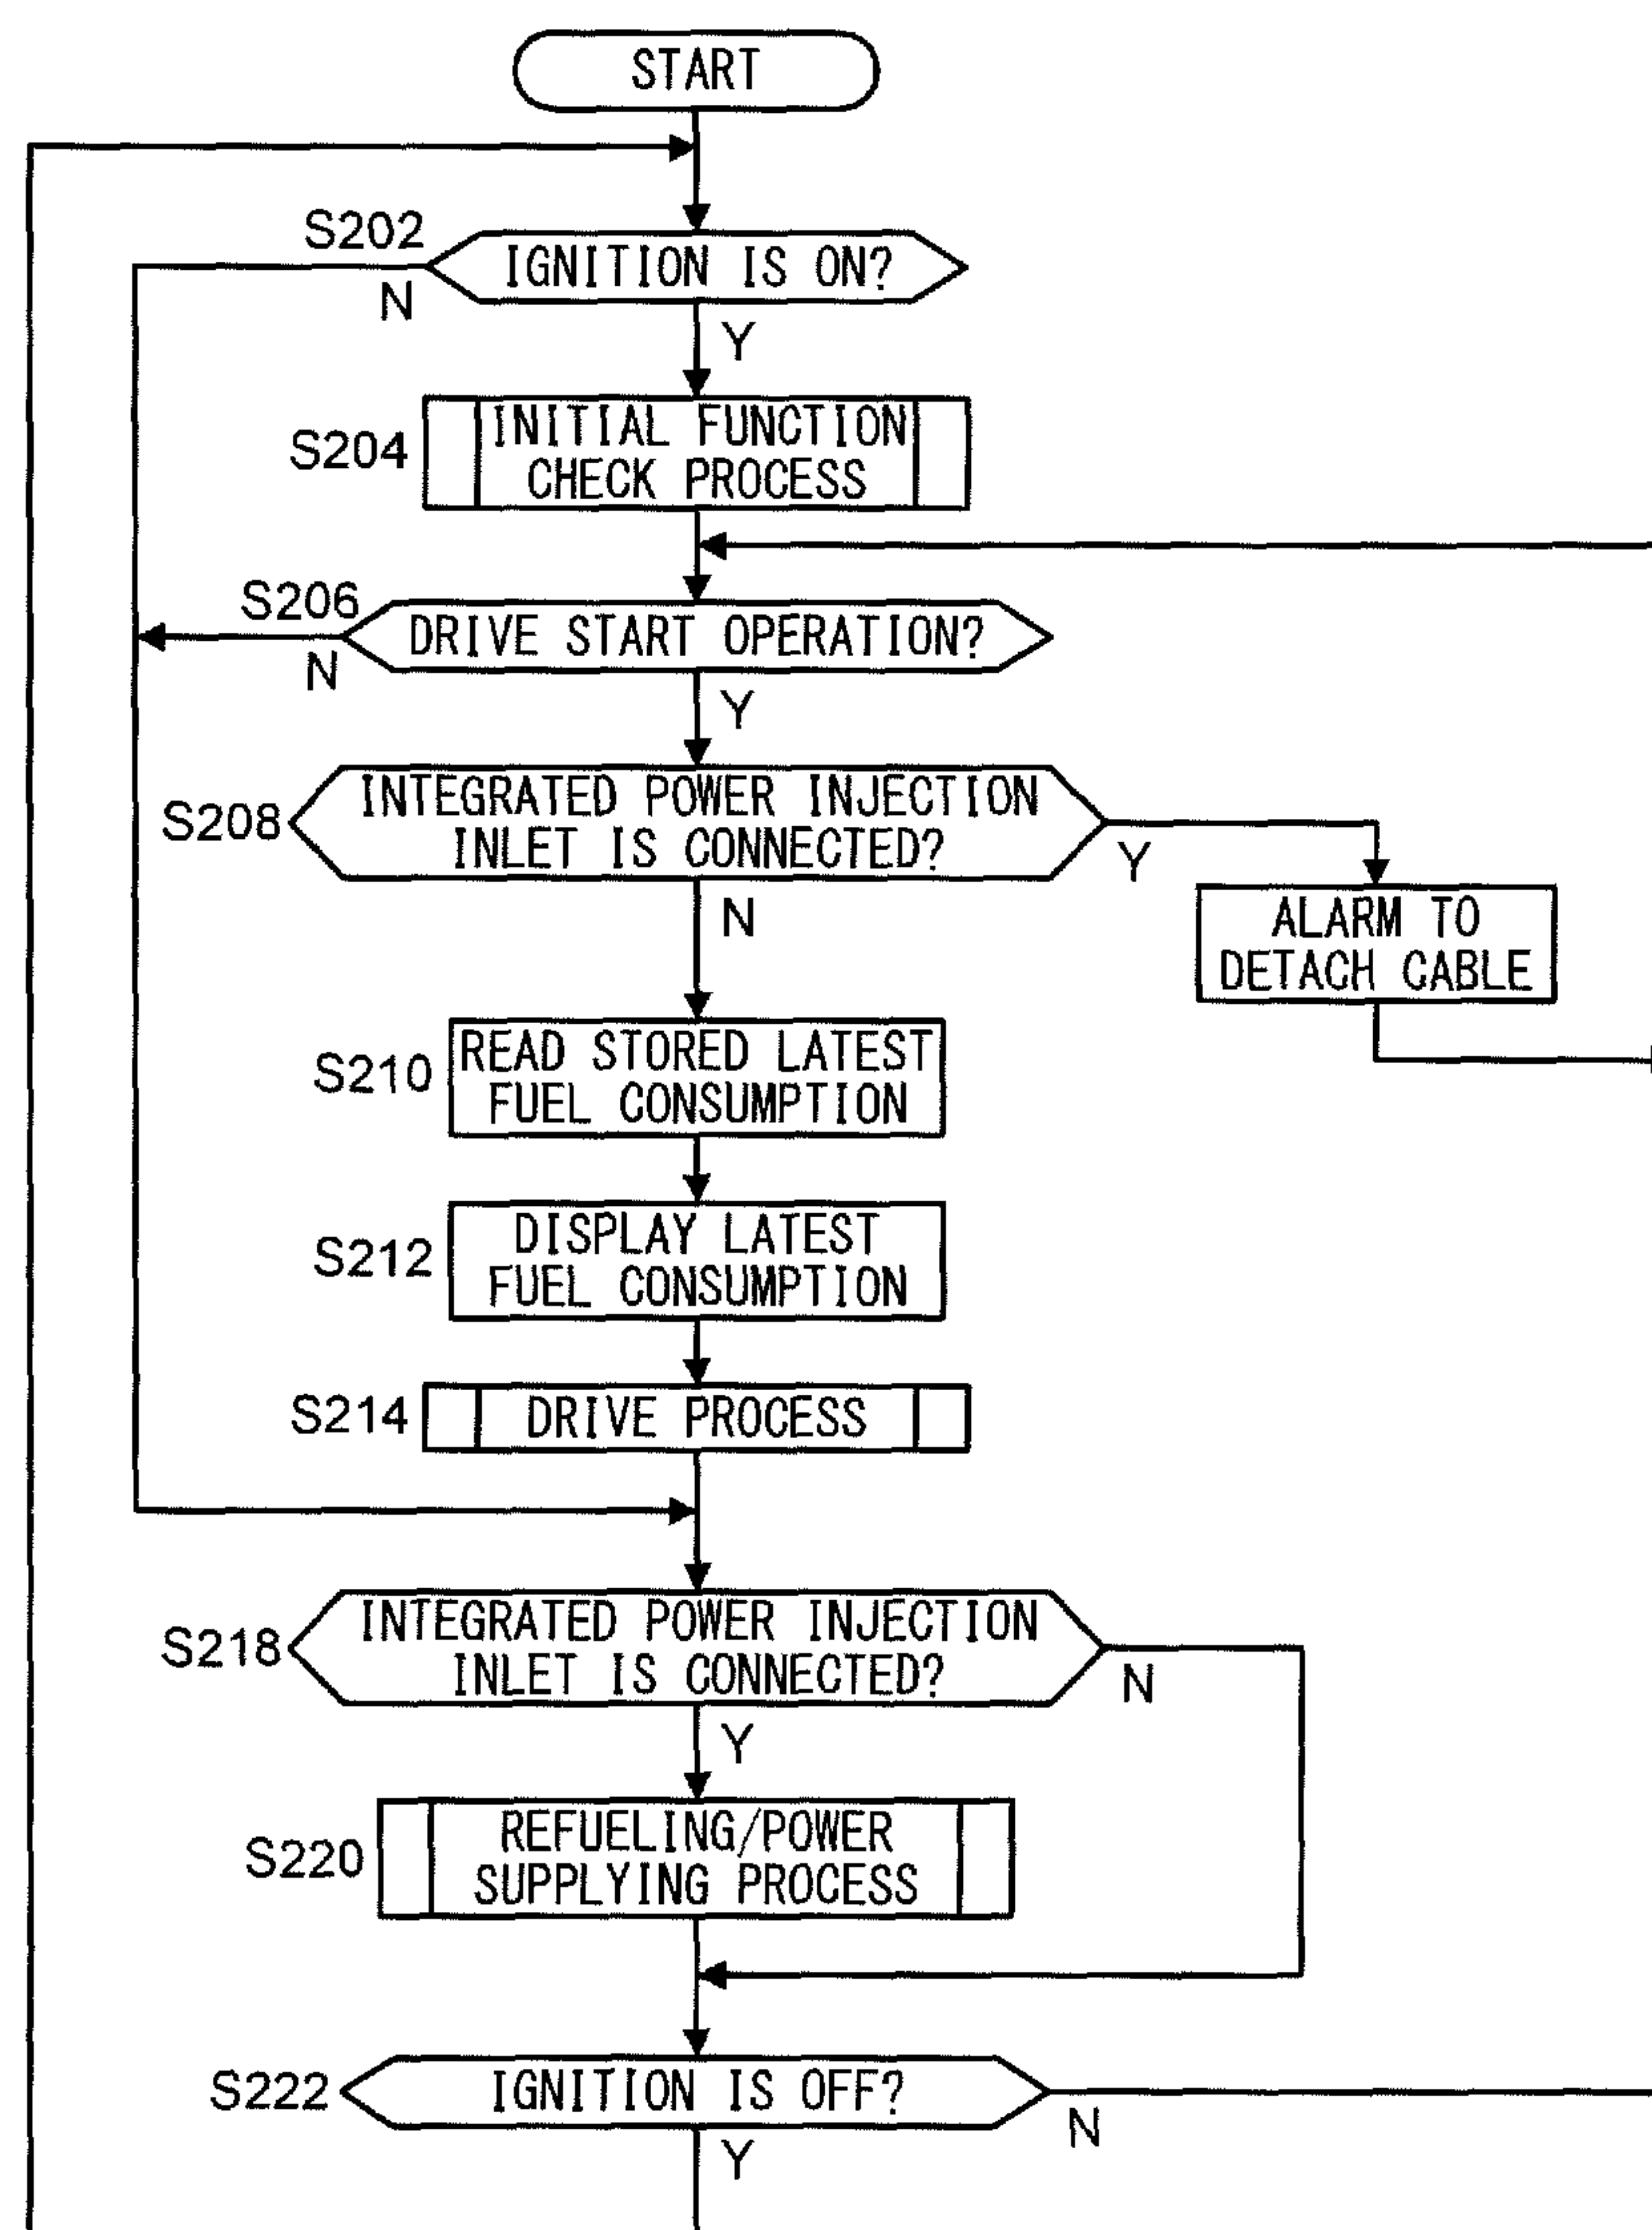 START
S202
IGNITION IS ON?
N
Y
S204
INITIAL FUNCTION
CHECK PROCESS
S206
DRIVE START OPERATION?
N
Y
S208
INTEGRATED POWER INJECTION
INLET IS CONNECTED?
Y
N
ALARM TO
DETACH CABLE
S210
READ STORED LATEST
FUEL CONSUMPTION
S212
DISPLAY LATEST
FUEL CONSUMPTION
S214
DRIVE PROCESS
S218
INTEGRATED POWER INJECTION
INLET IS CONNECTED?
N
Y
S220
REFUELING/POWER
SUPPLYING PROCESS
S222
IGNITION IS OFF?
N
Y